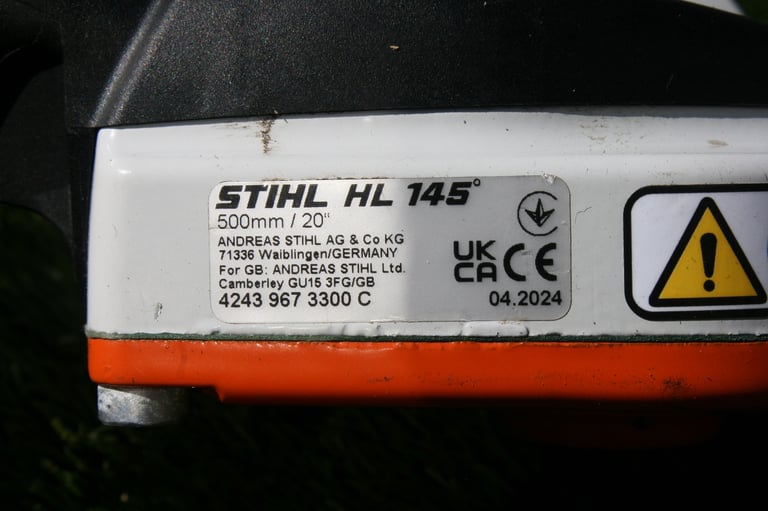 STIHL HL 145°
500mm / 20"
ANDREAS STIHL AG & Co KG
71336 Waiblingen/GERMANY
For GB: ANDREAS STIHL Ltd.
Camberley GU15 3FG/GB
4243 967 3300 C
UK
CA CE
04.2024